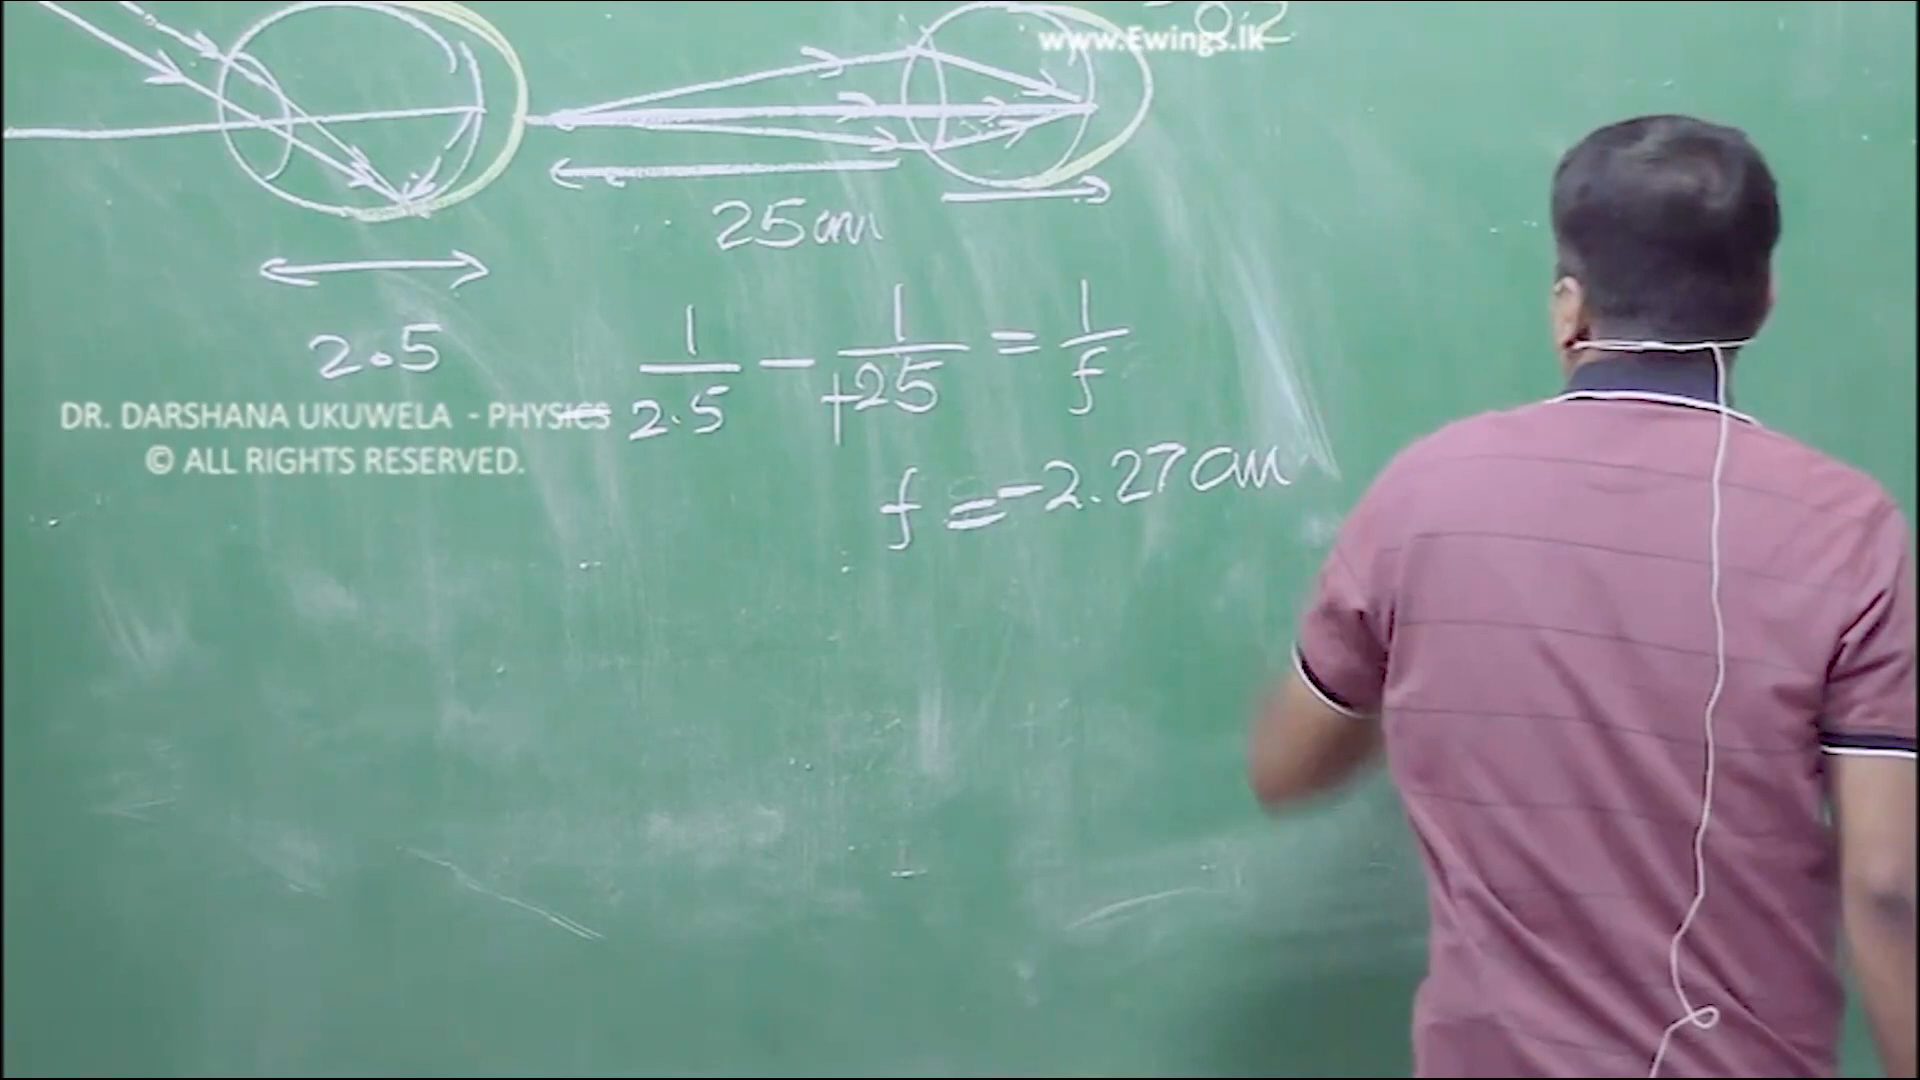 www.Ewings.lk
25cm
2.5
1/-2.5 - 1/+25 = 1/f
DR. DARSHANA UKUWELA - PHYSICS
© ALL RIGHTS RESERVED.
f = -2.27cm